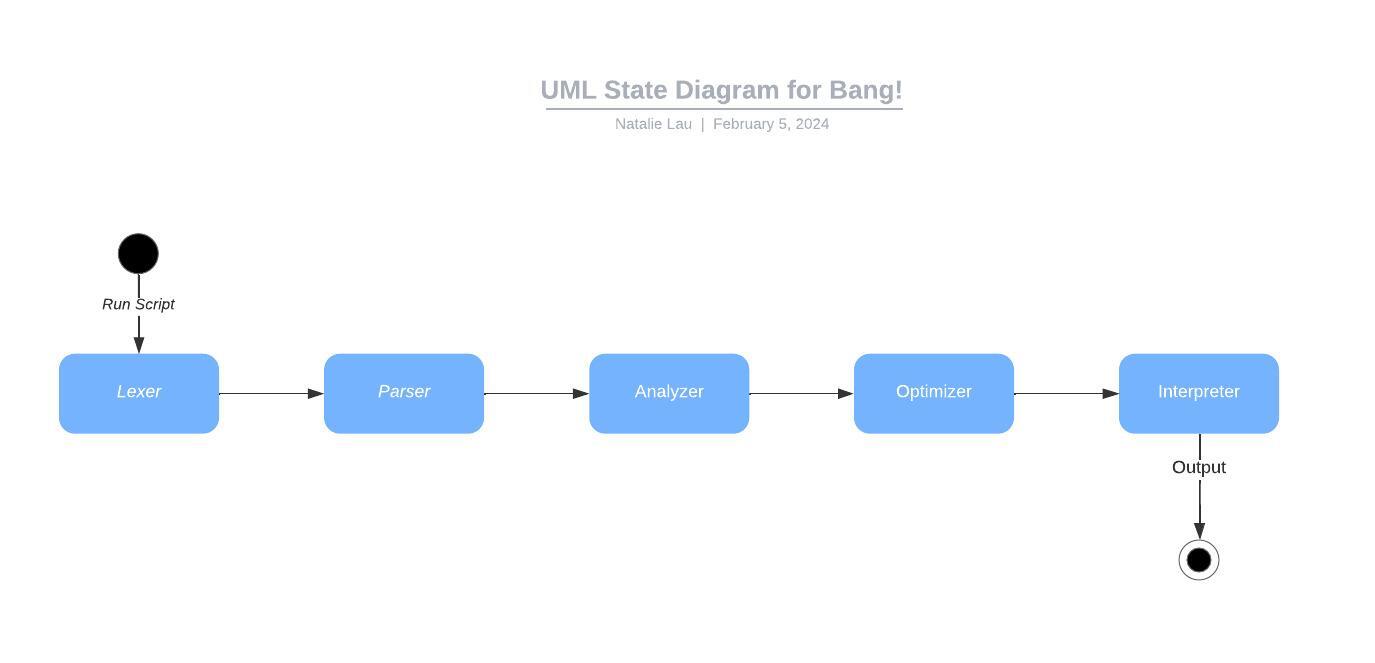 UML State Diagram for Bang!
Natalie Lau | February 5, 2024
Run Script
Lexer
Parser
Analyzer
Optimizer
Interpreter
Output